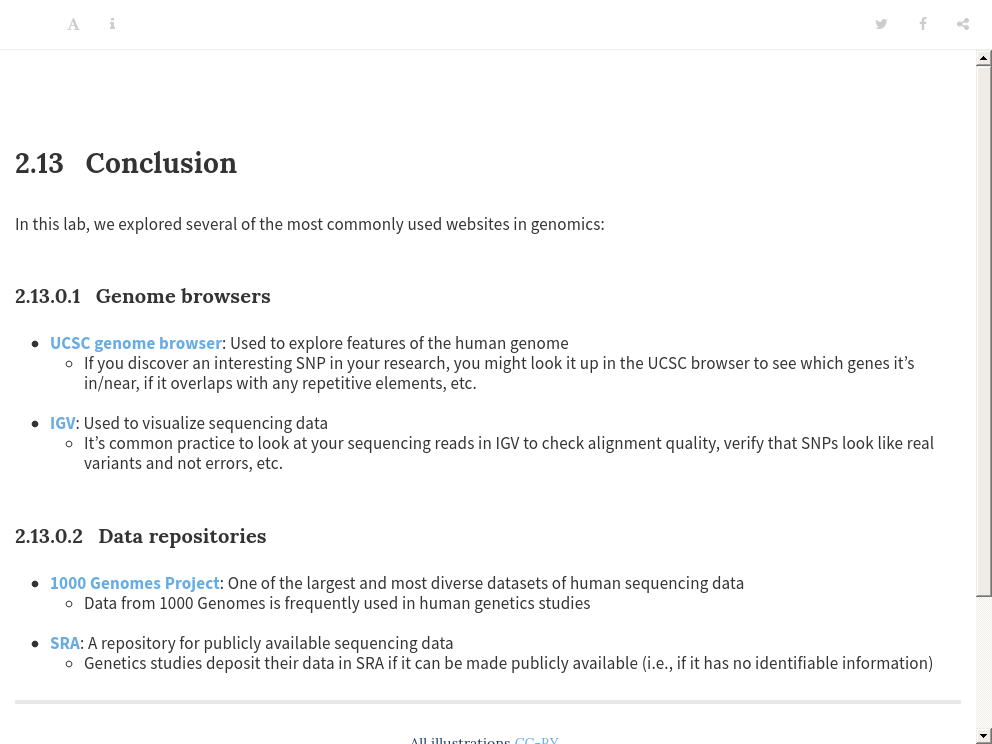 2.13 Conclusion
In this lab, we explored several of the most commonly used websites in genomics:
2.13.0.1 Genome browsers
UCSC genome browser: Used to explore features of the human genome
If you discover an interesting SNP in your research, you might look it up in the UCSC browser to see which genes it’s
in/near, if it overlaps with any repetitive elements, etc.
IGV: Used to visualize sequencing data
It’s common practice to look at your sequencing reads in IGV to check alignment quality, verify that SNPs look like real
variants and not errors, etc.
2.13.0.2 Data repositories
1000 Genomes Project: One of the largest and most diverse datasets of human sequencing data
Data from 1000 Genomes is frequently used in human genetics studies
SRA: A repository for publicly available sequencing data
Genetics studies deposit their data in SRA if it can be made publicly available (i.e., if it has no identifiable information)
All illustrations CC-BY